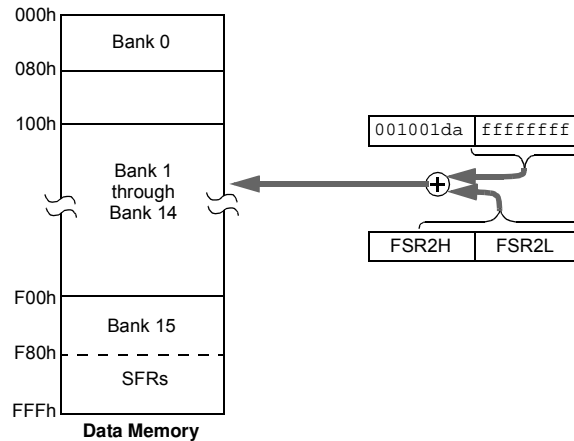 000h
Bank 0
080h
100h
001001da ffffffff
Bank 1
through
Bank 14
FSR2H FSR2L
F00h
Bank 15
F80h
SFRs
FFFh
Data Memory